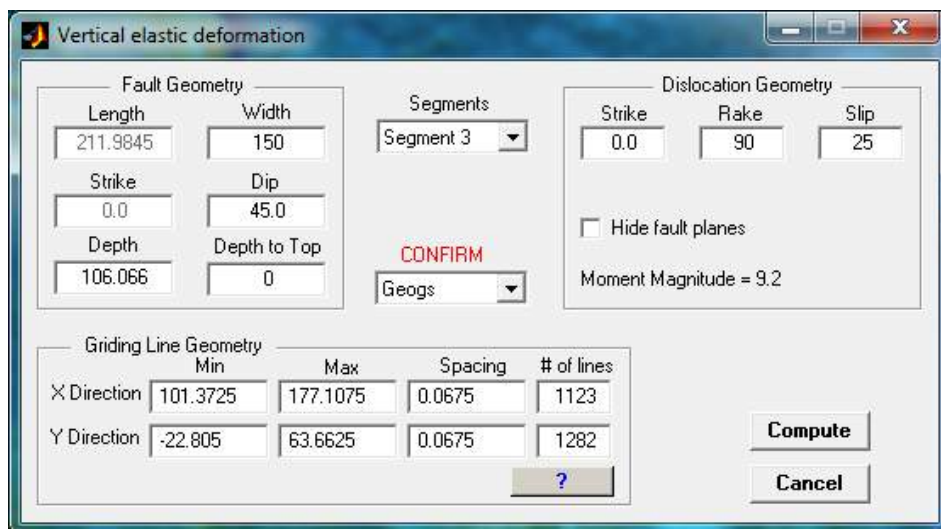 Vertical elastic deformation
Fault Geometry
Length Width
211.9845 150
Strike Dip
0.0 45.0
Depth Depth to Top
106.066 0
Segments
Segment 3
CONFIRM
Geogs
Dislocation Geometry
Strike Rake Slip
0.0 90 25
Hide fault planes
Moment Magnitude = 9.2
Griding Line Geometry
Min Max Spacing # of lines
X Direction 101.3725 177.1075 0.0675 1123
Y Direction -22.805 63.6625 0.0675 1282
?
Compute
Cancel